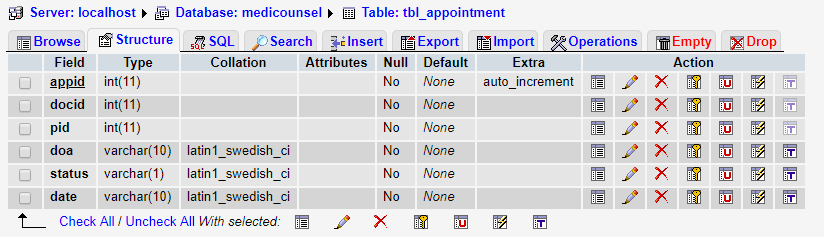 Server: localhost Database: medicounsel Table: tbl_appointment
Browse Structure SQL Search Insert Export Import Operations Empty Drop
Field Type Collation Attributes Null Default Extra Action
appid int(11) No None auto_increment
docid int(11) No None
pid int(11) No None
doa varchar(10) latin1_swedish_ci No None
status varchar(1) latin1_swedish_ci No None
date varchar(10) latin1_swedish_ci No None
Check All / Uncheck All With selected: